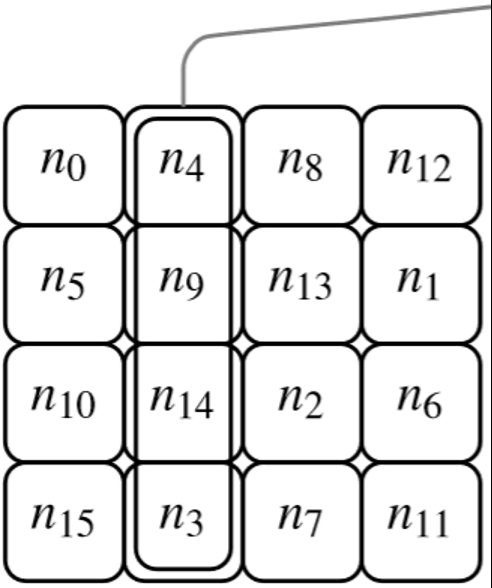 n₀ n₄ n₈ n₁₂
n₅ n₉ n₁₃ n₁
n₁₀ n₁₄ n₂ n₆
n₁₅ n₃ n₇ n₁₁